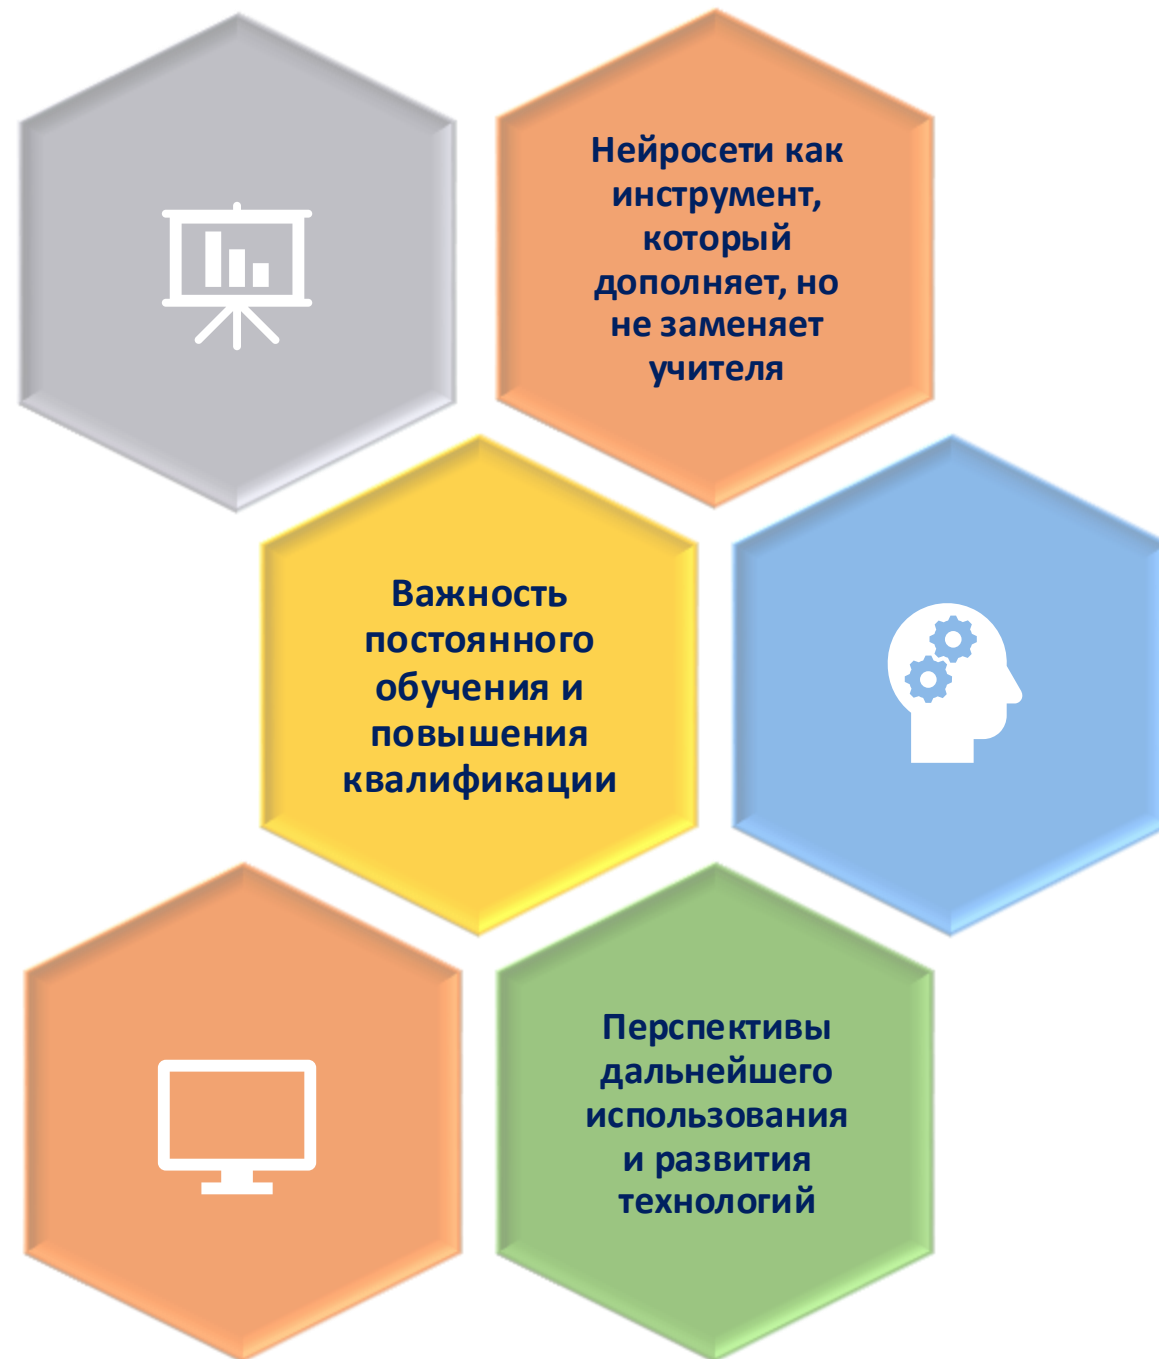 Нейросети как
инструмент,
который
дополняет, но
не заменяет
учителя
Важность
постоянного
обучения и
повышения
квалификации
Перспективы
дальнейшего
использования
и развития
технологий